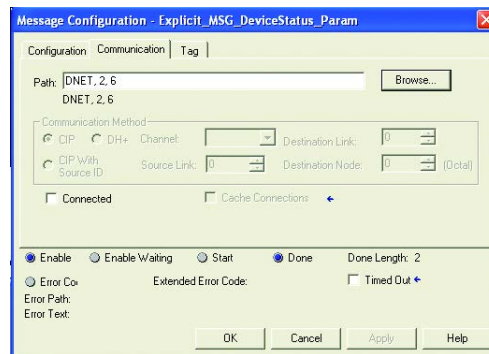 Message Configuration - Explicit_MSG_DeviceStatus_Param
Configuration Communication Tag
Path: DNET, 2, 6 Browse...
DNET, 2, 6
Communication Method
CIP DH+ Channel: Destination Link: 0
CIP With Source ID Source Link: 0 Destination Node: 0 (Octal)
Connected Cache Connections
Enable Enable Waiting Start Done Done Length: 2
Error Co Extended Error Code: Timed Out
Error Path:
Error Text:
OK Cancel Apply Help